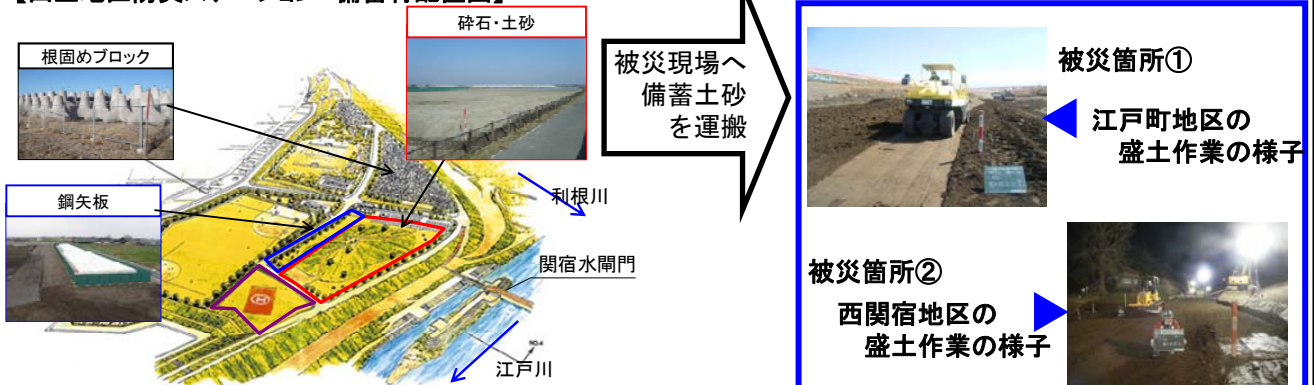 根固めブロック
砕石・土砂
鋼矢板
利根川
関宿水閘門
江戸川
被災現場へ
備蓄土砂
を運搬
被災箇所①
江戸町地区の
盛土作業の様子
被災箇所②
西関宿地区の
盛土作業の様子